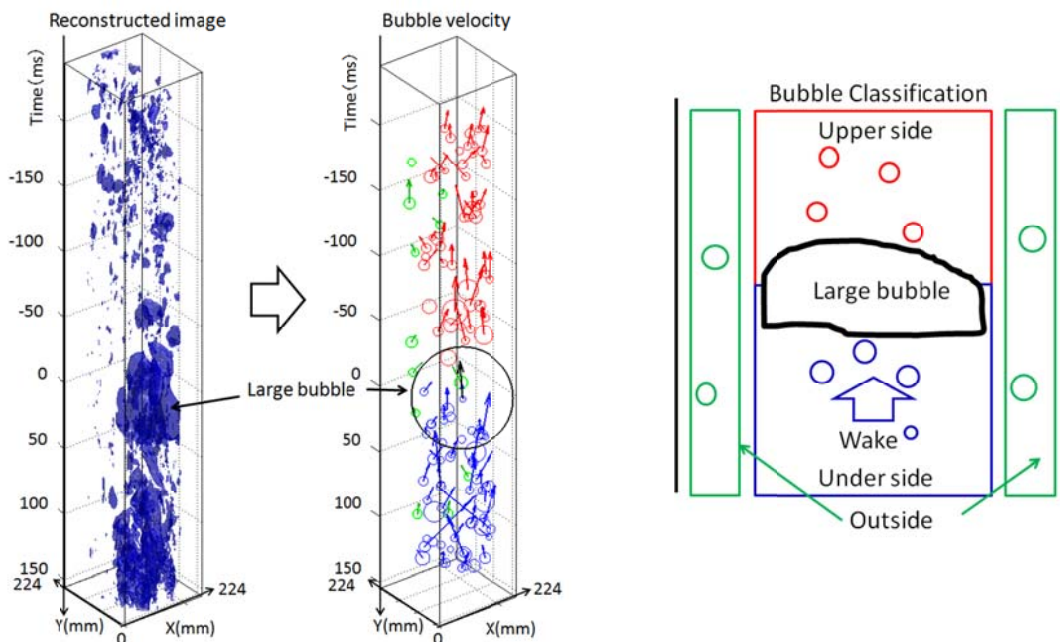 Reconstructed image
Time(ms)
-150
-100
-50
0
50
100
150
224
Y(mm)
0
X(mm)
224
Bubble velocity
Time(ms)
-150
-100
-50
0
50
100
150
224
Y(mm)
0
X(mm)
224
Large bubble
Bubble Classification
Upper side
Large bubble
Wake
Under side
Outside